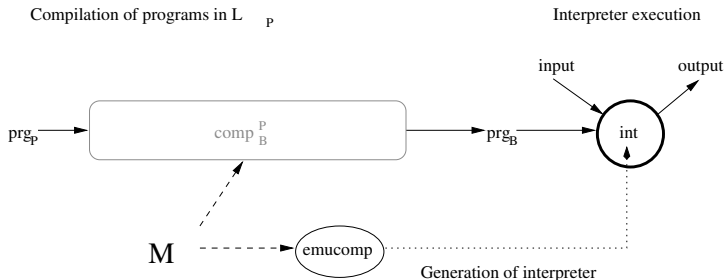 Compilation of programs in L P
Interpreter execution
input
output
prg P
comp P B
prg B
int
M
emucomp
Generation of interpreter